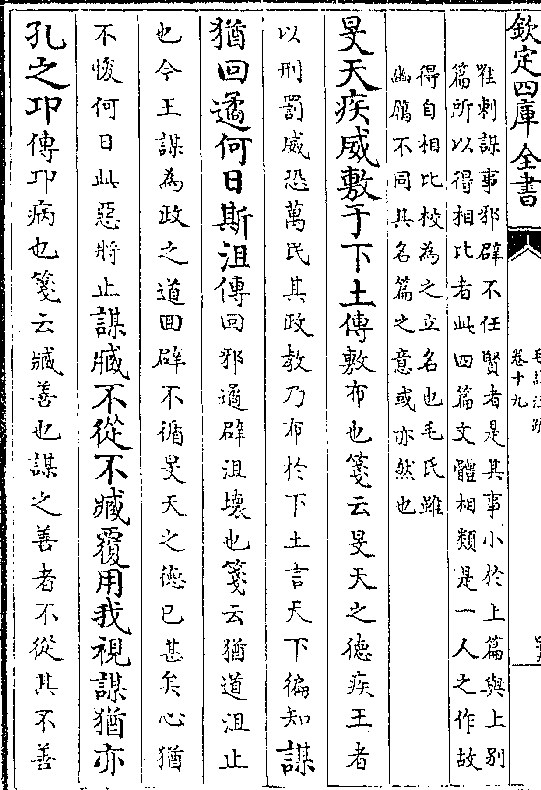 欽定四庫全書
卷十九
雖刺謀事邪辟不任賢者是其事小於上篇與上別
篇所以得相比者此四篇文體相類是一人之作故
得自相比校為之立名也毛氏雖
幽厲不同其名篇之意或亦然也
旻天疾威敷于下土傳敷布也箋云旻天之德疾王者
以刑罰威恐萬民其政教乃布於下土言天下徧知謀
猶回遹何日斯沮傳回邪遹辟沮壞也箋云猶道沮止
也今王謀為政之道回辟不循旻天之德已甚矣心猶
不悛何日此惡將止謀臧不從不臧覆用我視謀猶亦
孔之卭傳卭病也箋云臧善也謀之善者不從其不善